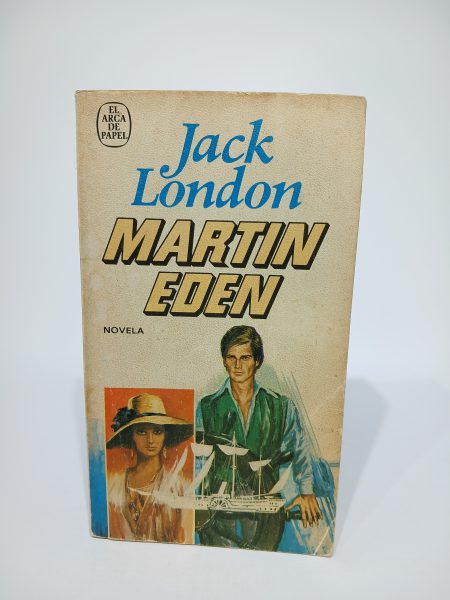 EL
ARCA
DE
PAPEL
Jack
London
MARTIN
EDEN
NOVELA